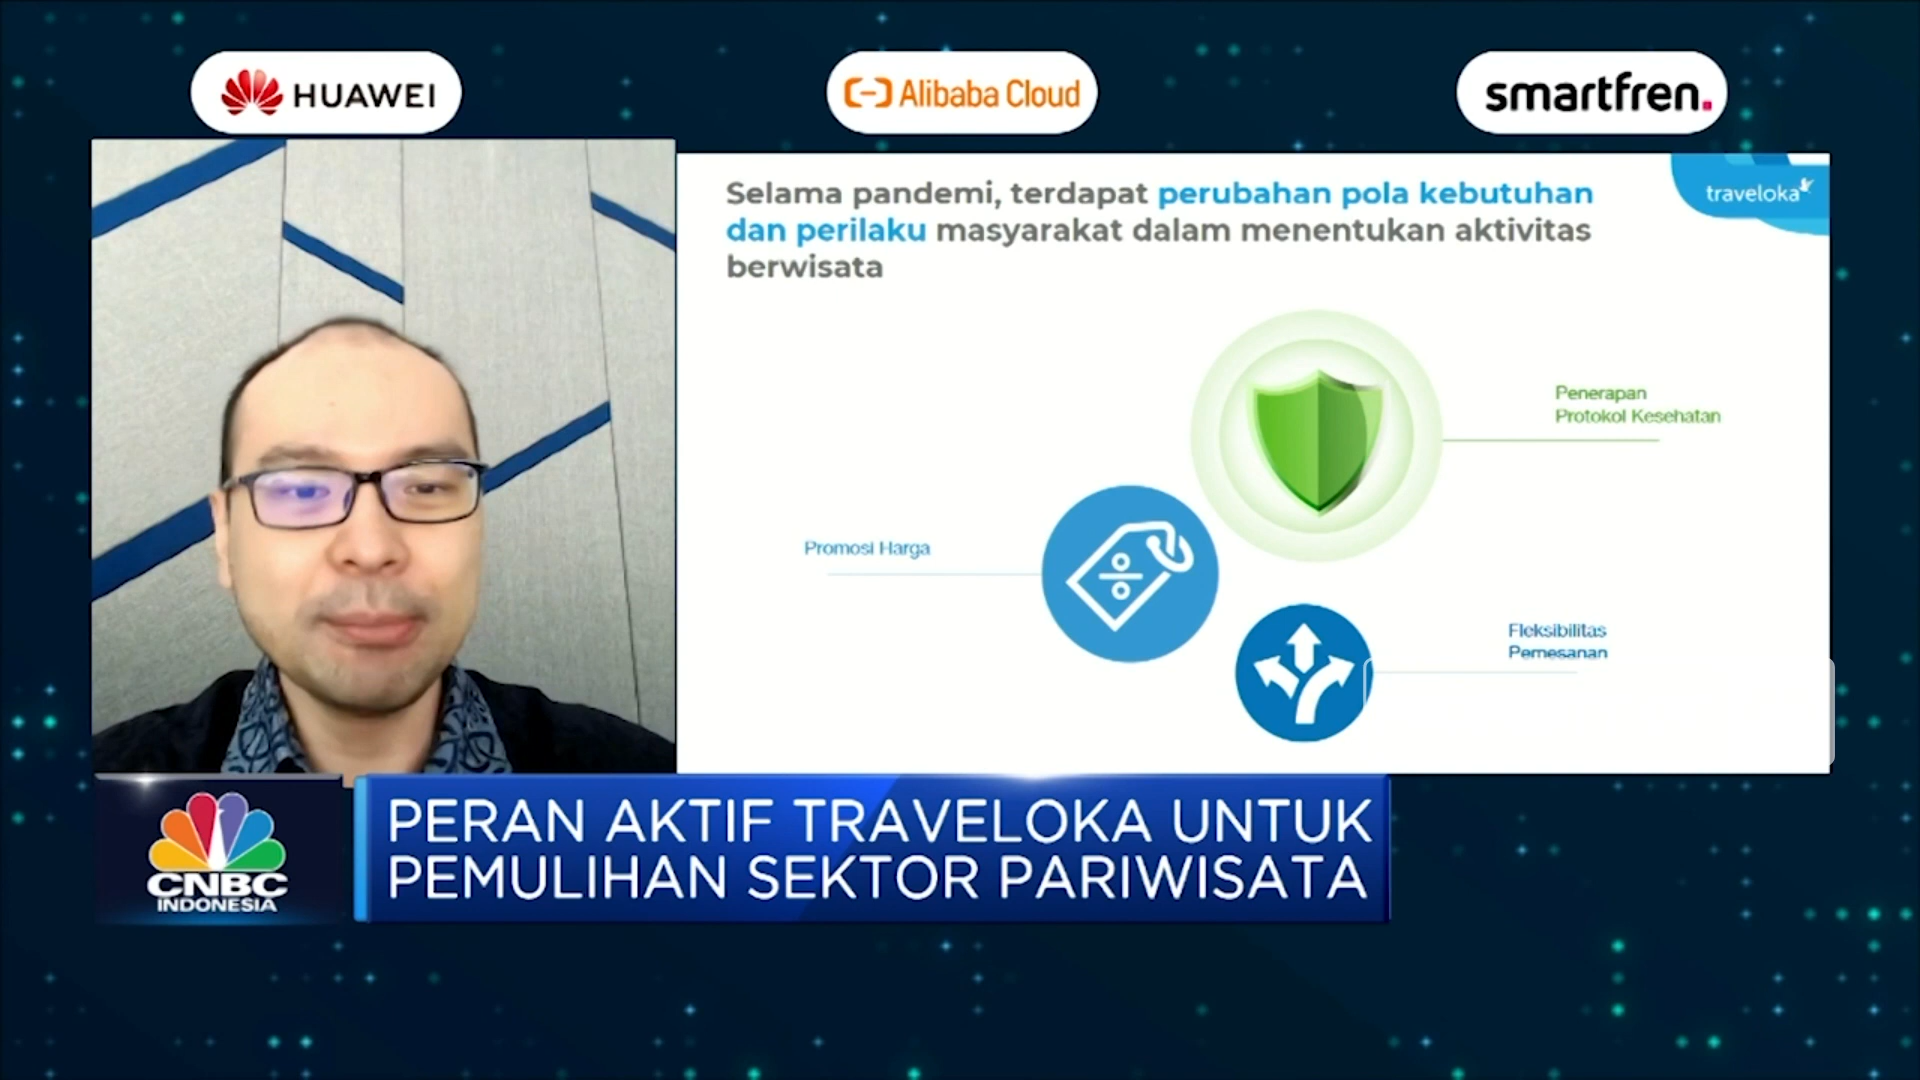 HUAWEI
Alibaba Cloud
smartfren.
Selama pandemi, terdapat perubahan pola kebutuhan
dan perilaku masyarakat dalam menentukan aktivitas
berwisata
traveloka
Penerapan
Protokol Kesehatan
Promosi Harga
Fleksibilitas
Pemesanan
CNBC
INDONESIA
PERAN AKTIF TRAVELOKA UNTUK
PEMULIHAN SEKTOR PARIWISATA